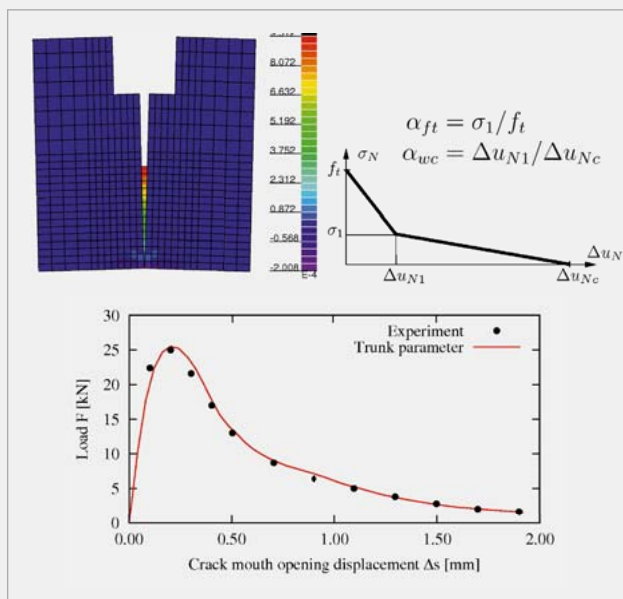 8.072
6.632
5.192
3.752
2.312
0.872
-0.568
-2.008
E-4
α_ft = σ₁/f_t
α_wc = Δu_N1/Δu_Nc
σ_N
f_t
σ₁
Δu_N
Δu_N1
Δu_Nc
30
25
20
15
10
5
0
Load F [kN]
Experiment
Trunk parameter
0.00
0.50
1.00
1.50
2.00
Crack mouth opening displacement Δs [mm]